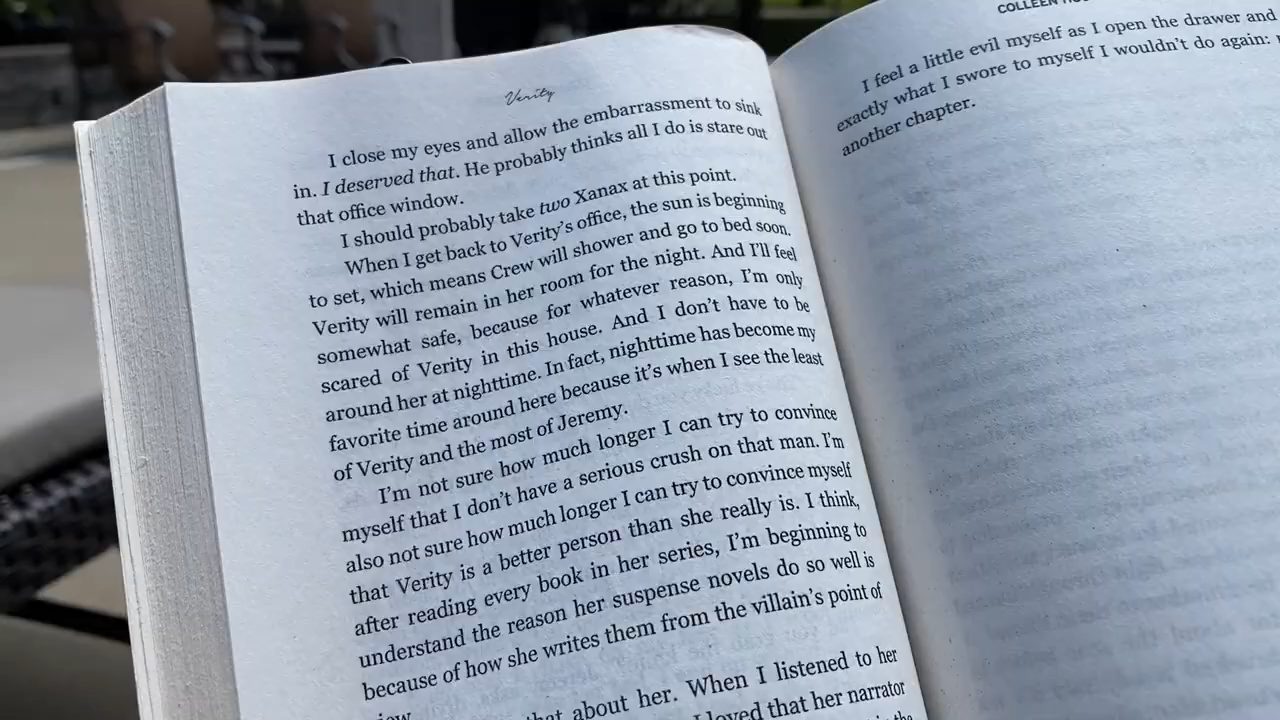 Verity
I close my eyes and allow the embarrassment to sink
in. I deserved that. He probably thinks all I do is stare out
that office window.
I should probably take two Xanax at this point.
When I get back to Verity's office, the sun is beginning
to set, which means Crew will shower and go to bed soon.
Verity will remain in her room for the night. And I'll feel
somewhat safe, because for whatever reason, I'm only
scared of Verity in this house. And I don't have to be
around her at nighttime. In fact, nighttime has become my
favorite time around here because it's when I see the least
of Verity and the most of Jeremy.
I'm not sure how much longer I can try to convince
myself that I don't have a serious crush on that man. I'm
also not sure how much longer I can try to convince myself
that Verity is a better person than she really is. I think,
after reading every book in her series, I'm beginning to
understand the reason her suspense novels do so well is
because of how she writes them from the villain's point of
that about her. When I listened to her
I loved that her narrator
in the
COLLEEN
I feel a little evil myself as I open the drawer and
exactly what I swore to myself I wouldn't do again:
another chapter.